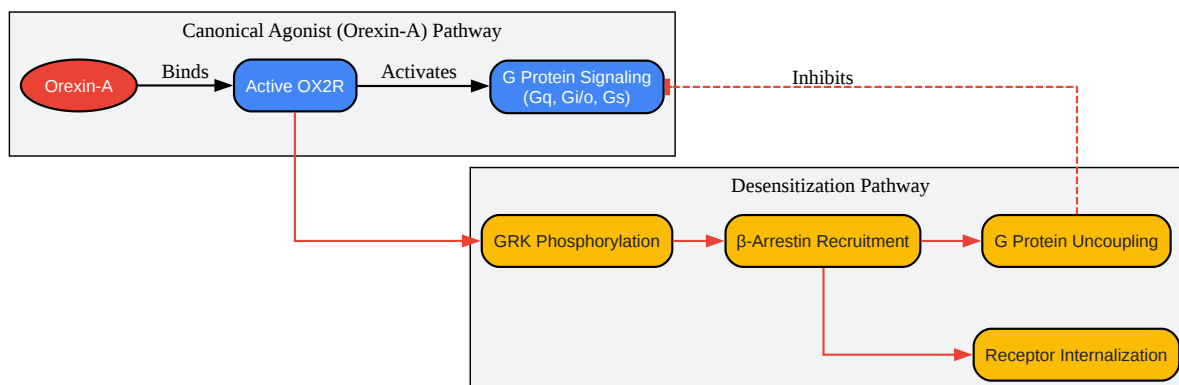 Canonical Agonist (Orexin-A) Pathway
Orexin-A
Binds
Active OX2R
Activates
G Protein Signaling
(Gq, Gi/o, Gs)
Inhibits
Desensitization Pathway
GRK Phosphorylation
β-Arrestin Recruitment
G Protein Uncoupling
Receptor Internalization